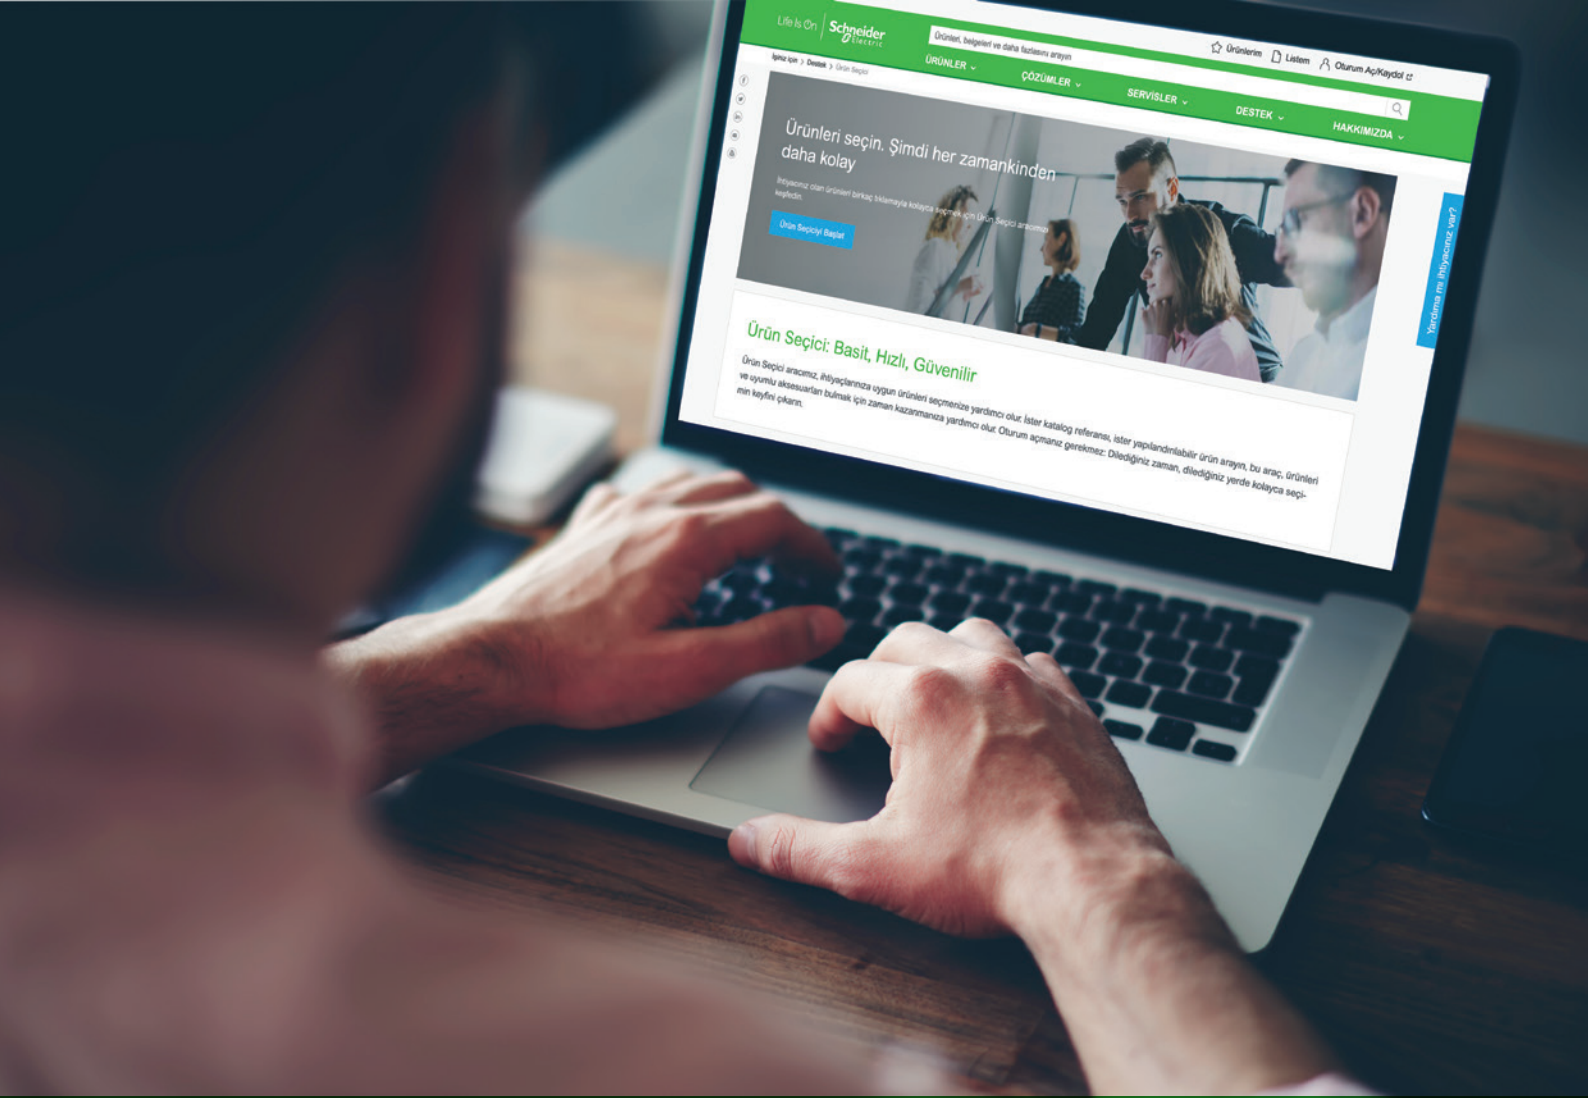 Life Is On | Schneider
Electric
Ürünleri, belgeleri ve daha fazlasını arayın
Ürünlerim
Listem
Oturum Aç/Kaydol
ÜRÜNLER
ÇÖZÜMLER
SERVİSLER
DESTEK
HAKKIMIZDA
İşiniz için > Destek > Ürün Seçici
Ürünleri seçin. Şimdi her zamankinden
daha kolay
İhtiyacınız olan ürünleri birkaç tıklamayla kolayca seçmek için Ürün Seçici aracımızı
keşfedin.
Ürün Seçiciyi Başlat
Yardıma mı ihtiyacınız var?
Ürün Seçici: Basit, Hızlı, Güvenilir
Ürün Seçici aracımız, ihtiyaçlarınıza uygun ürünleri seçmenize yardımcı olur. İster katalog referansı, ister yapılandırılabilir ürün arayın, bu araç, ürünleri
ve uyumlu aksesuarları bulmak için zaman kazanmanıza yardımcı olur. Oturum açmanız gerekmez: Dilediğiniz zaman, dilediğiniz yerde kolayca seçi-
min keyfini çıkarın.